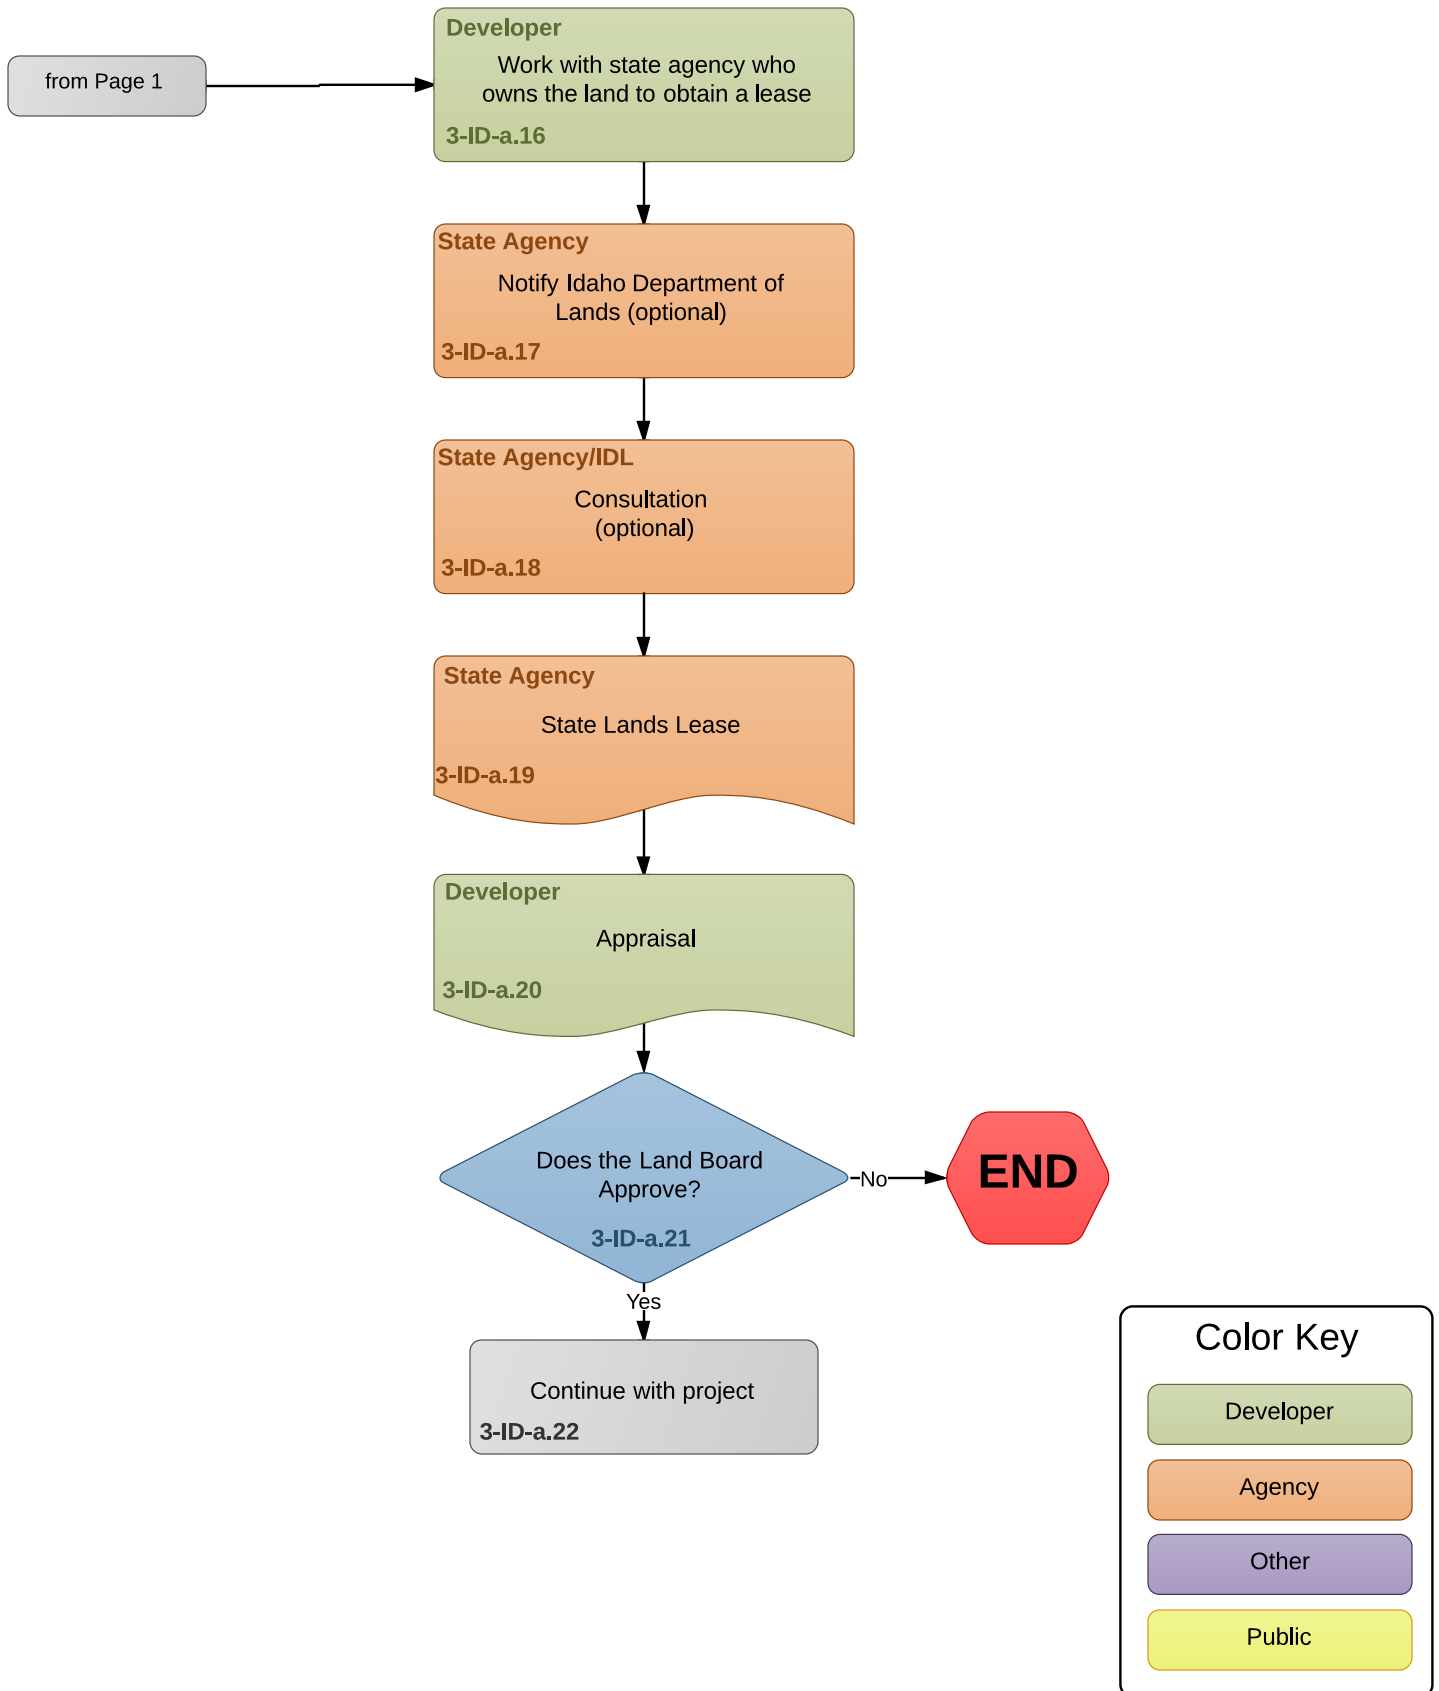 from Page 1
Developer
Work with state agency who
owns the land to obtain a lease
3-ID-a.16
State Agency
Notify Idaho Department of
Lands (optional)
3-ID-a.17
State Agency/IDL
Consultation
(optional)
3-ID-a.18
State Agency
State Lands Lease
3-ID-a.19
Developer
Appraisal
3-ID-a.20
Does the Land Board
Approve?
3-ID-a.21
No
END
Yes
Continue with project
3-ID-a.22
Color Key
Developer
Agency
Other
Public